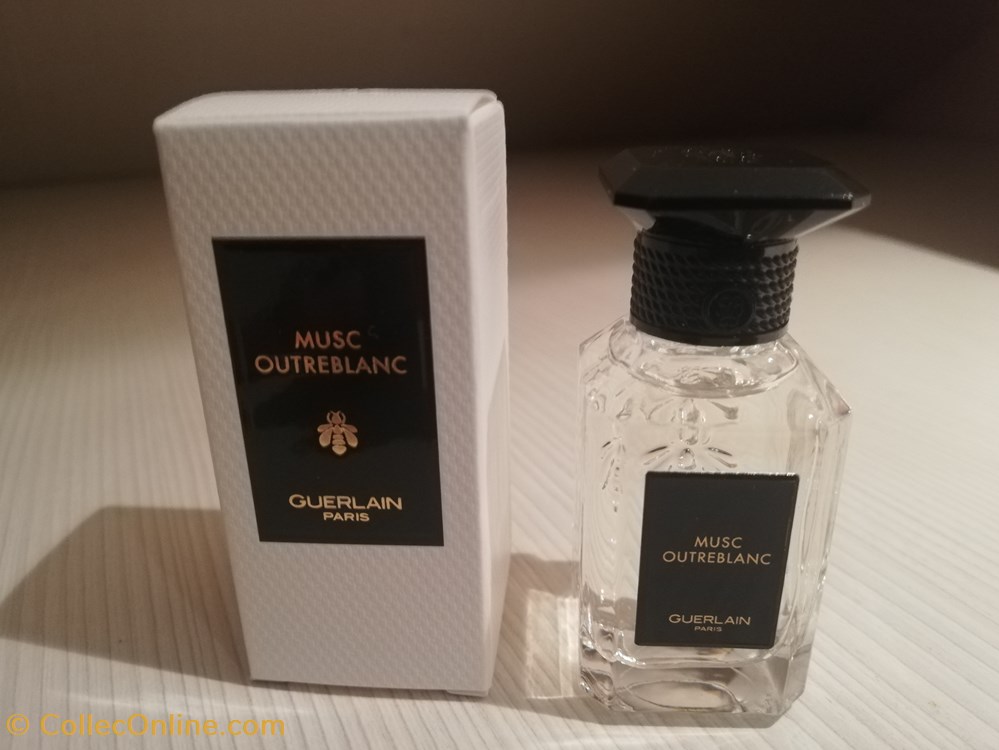 MUSC
OUTREBLANC
GUERLAIN
PARIS
MUSC
OUTREBLANC
GUERLAIN
PARIS
© CollecOnline.com